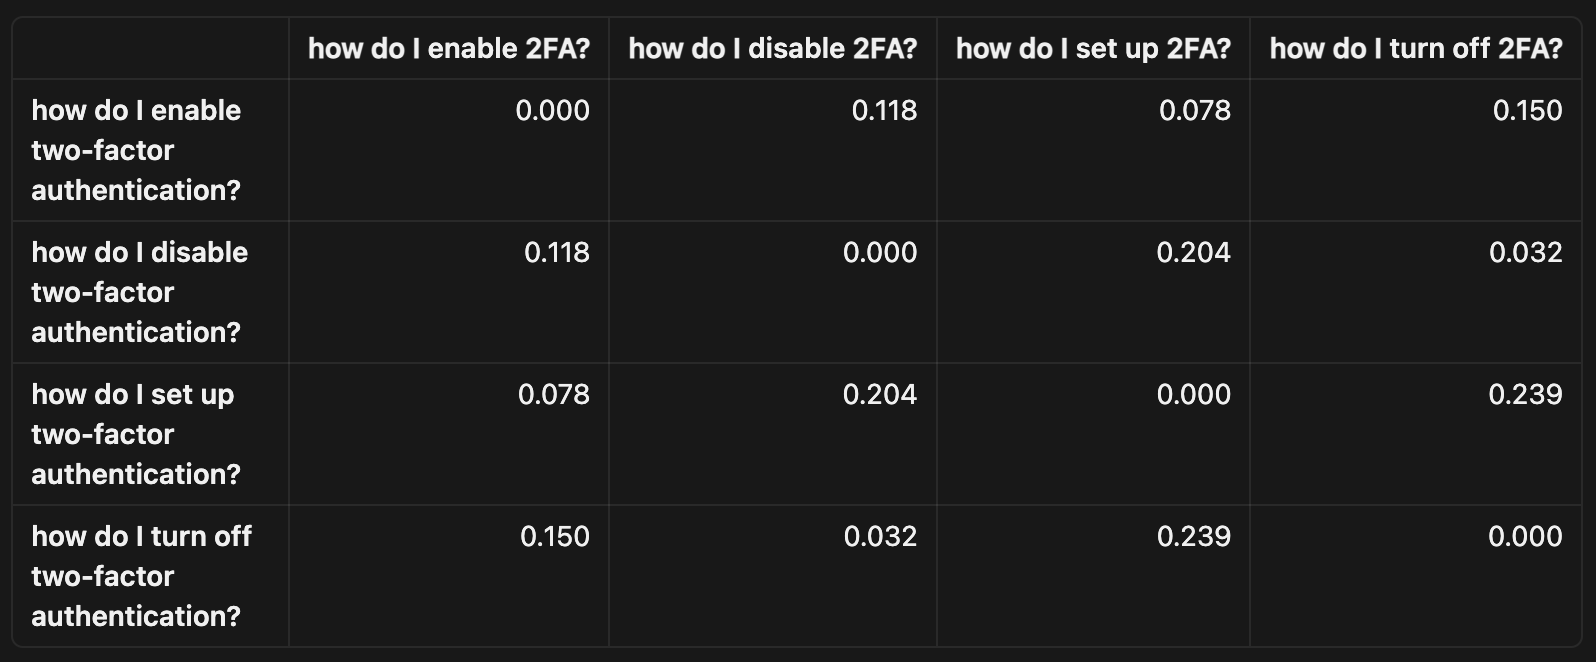 how do I enable 2FA? how do I disable 2FA? how do I set up 2FA? how do I turn off 2FA?
how do I enable 0.000 0.118 0.078 0.150
two-factor
authentication?
how do I disable 0.118 0.000 0.204 0.032
two-factor
authentication?
how do I set up 0.078 0.204 0.000 0.239
two-factor
authentication?
how do I turn off 0.150 0.032 0.239 0.000
two-factor
authentication?